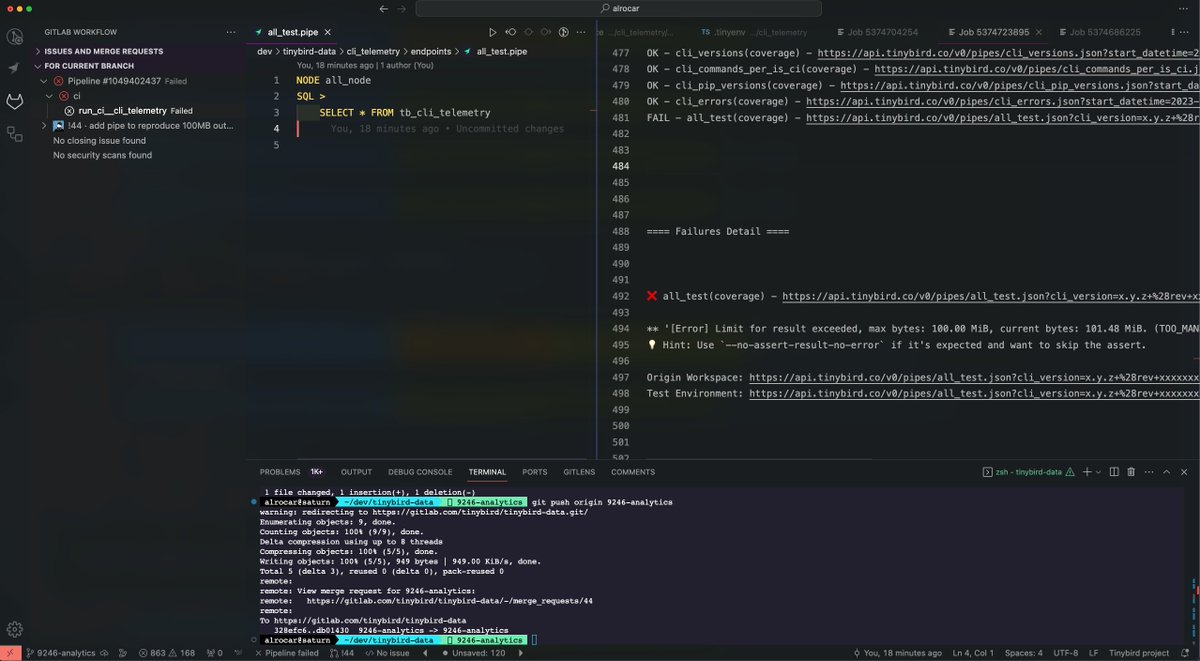 alrocar
GITLAB WORKFLOW
ISSUES AND MERGE REQUESTS
FOR CURRENT BRANCH
Pipeline #1049402437 Failed
ci
run_ci__cli_telemetry Failed
!44 · add pipe to reproduce 100MB out...
No closing issue found
No security scans found
all_test.pipe
dev > tinybird-data > cli_telemetry > endpoints > all_test.pipe
You, 18 minutes ago | 1 author (You)
1 NODE all_node
2 SQL >
3 SELECT * FROM tb_cli_telemetry
4 You, 18 minutes ago • Uncommitted changes
5
.../cli_telemetry/...
TS .tinyenv .../cli_telemetry
Job 5374704254
Job 5374723895
Job 5374686225
477 OK - cli_versions(coverage) - https://api.tinybird.co/v0/pipes/cli_versions.json?start_datetime=2
478 OK - cli_commands_per_is_ci(coverage) - https://api.tinybird.co/v0/pipes/cli_commands_per_is_ci.j
479 OK - cli_pip_versions(coverage) - https://api.tinybird.co/v0/pipes/cli_pip_versions.json?start_da
480 OK - cli_errors(coverage) - https://api.tinybird.co/v0/pipes/cli_errors.json?start_datetime=2023-
481 FAIL - all_test(coverage) - https://api.tinybird.co/v0/pipes/all_test.json?cli_version=x.y.z+%28r
482
483
484
485
486
487
488 ==== Failures Detail ====
489
490
491
492 ❌ all_test(coverage) - https://api.tinybird.co/v0/pipes/all_test.json?cli_version=x.y.z+%28rev+x
493
494 ** '[Error] Limit for result exceeded, max bytes: 100.00 MiB, current bytes: 101.48 MiB. (TOO_MAN
495 💡 Hint: Use `--no-assert-result-no-error` if it's expected and want to skip the assert.
496
497 Origin Workspace: https://api.tinybird.co/v0/pipes/all_test.json?cli_version=x.y.z+%28rev+xxxxxxx
498 Test Environment: https://api.tinybird.co/v0/pipes/all_test.json?cli_version=x.y.z+%28rev+xxxxxxx
499
500
501
502
PROBLEMS 1K+ OUTPUT DEBUG CONSOLE TERMINAL PORTS GITLENS COMMENTS
zsh - tinybird-data
1 file changed, 1 insertion(+), 1 deletion(-)
alrocar@saturn ~/dev/tinybird-data 9246-analytics git push origin 9246-analytics
warning: redirecting to https://gitlab.com/tinybird/tinybird-data.git/
Enumerating objects: 9, done.
Counting objects: 100% (9/9), done.
Delta compression using up to 8 threads
Compressing objects: 100% (5/5), done.
Writing objects: 100% (5/5), 949 bytes | 949.00 KiB/s, done.
Total 5 (delta 3), reused 0 (delta 0), pack-reused 0
remote:
remote: View merge request for 9246-analytics:
remote: https://gitlab.com/tinybird/tinybird-data/-/merge_requests/44
remote:
To https://gitlab.com/tinybird/tinybird-data
328efc6..db01430 9246-analytics -> 9246-analytics
alrocar@saturn ~/dev/tinybird-data 9246-analytics
9246-analytics 863 168 0 Pipeline failed !44 No issue Unsaved: 120 You, 18 minutes ago Ln 4, Col 1 Spaces: 4 UTF-8 LF Tinybird project